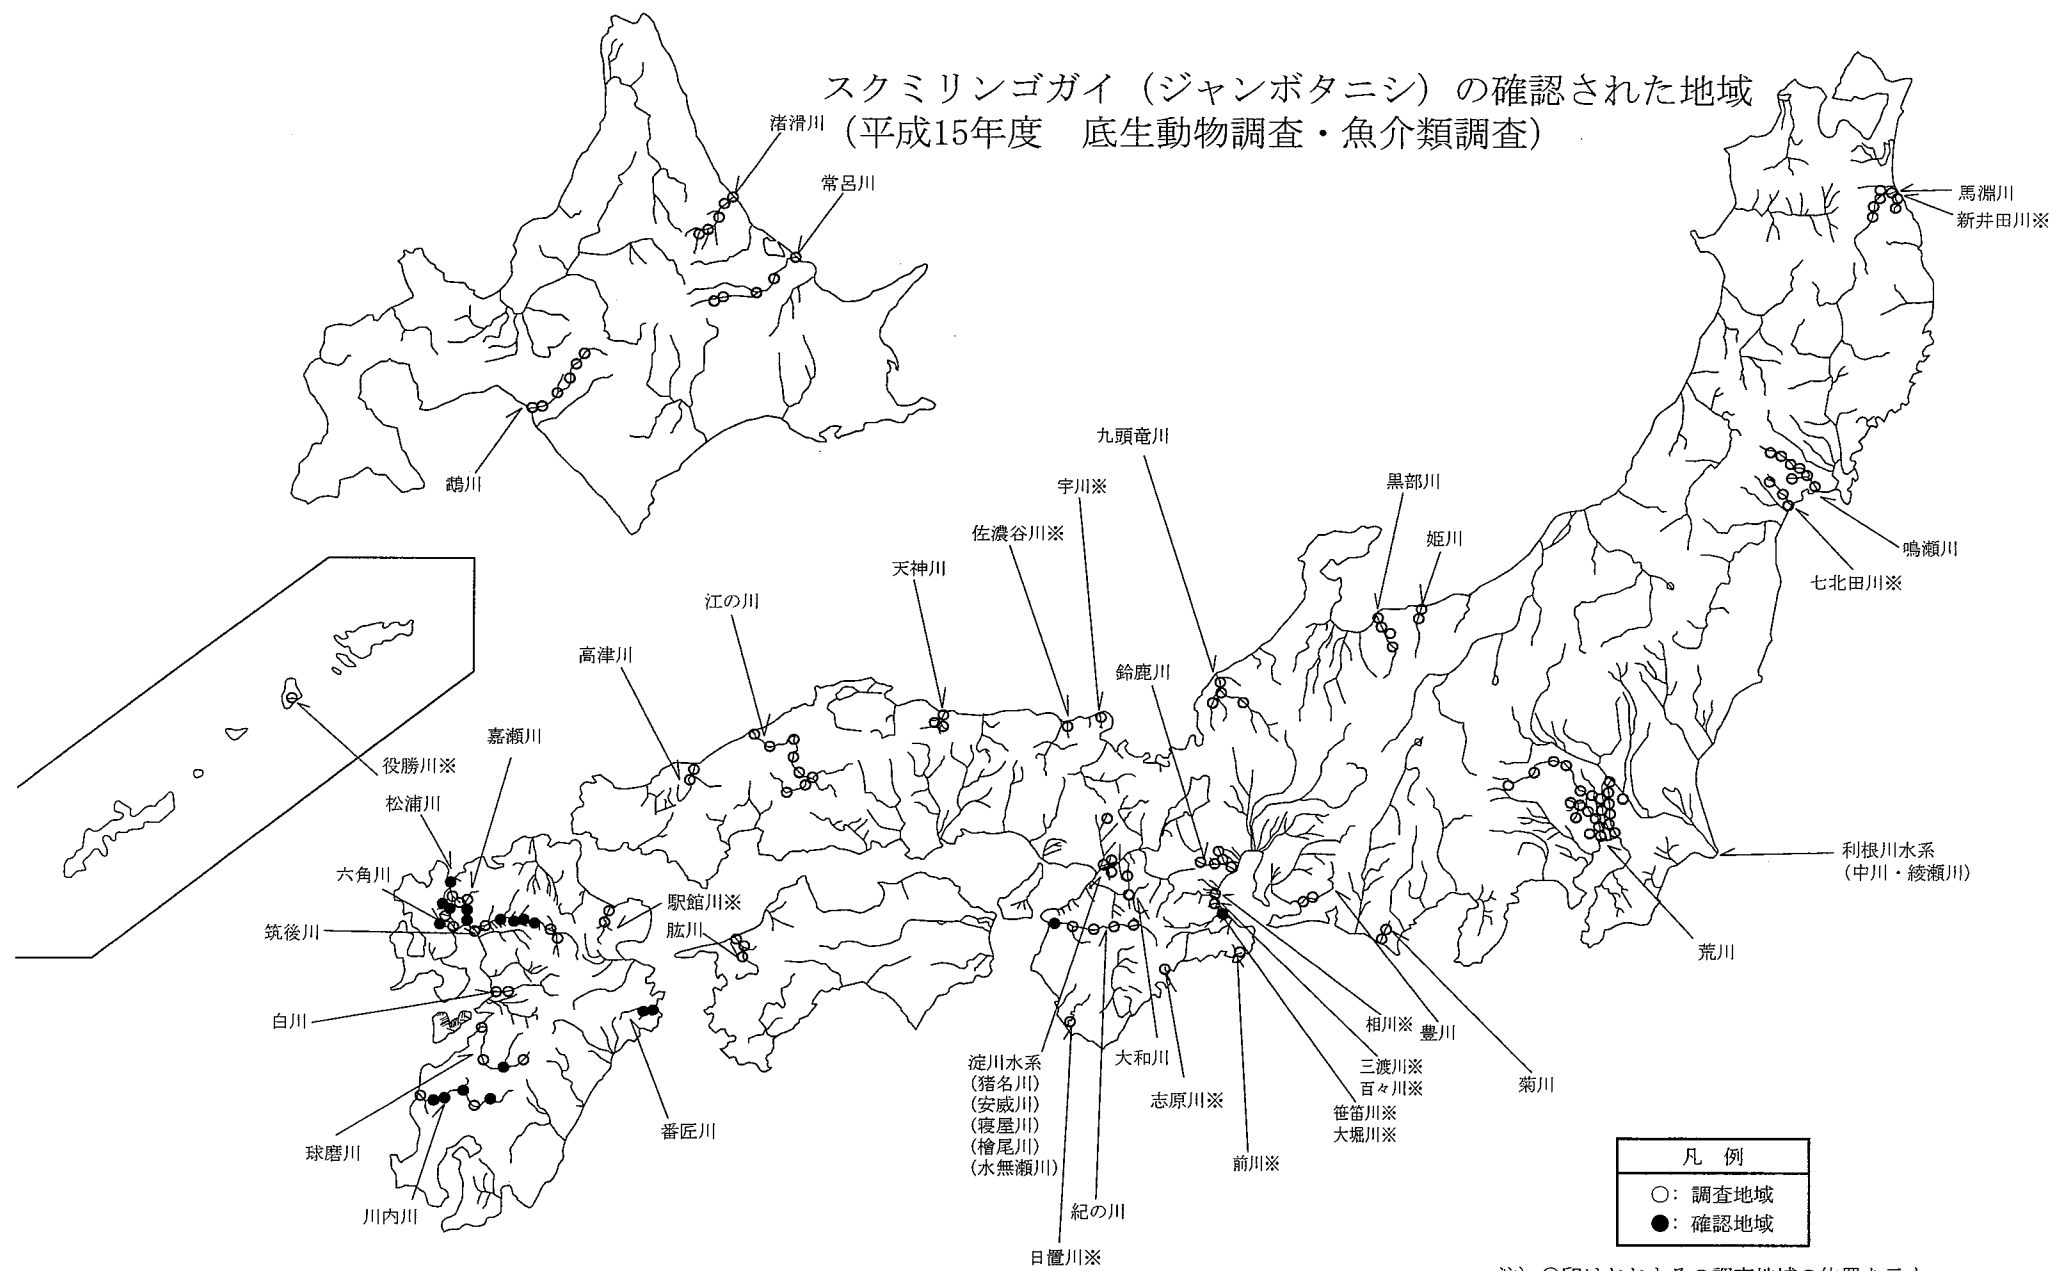 スクミリンゴガイ（ジャンボタニシ）の確認された地域
（平成15年度　底生動物調査・魚介類調査）
渚滑川
常呂川
鵡川
馬淵川
新井田川※
鳴瀬川
七北田川※
九頭竜川
宇川※
黒部川
佐濃谷川※
姫川
天神川
江の川
高津川
鈴鹿川
嘉瀬川
役勝川※
松浦川
六角川
駅館川※
筑後川
肱川
利根川水系
（中川・綾瀬川）
荒川
白川
相川※
豊川
大和川
淀川水系
（猪名川）
（安威川）
（寝屋川）
（檜尾川）
（水無瀬川）
三渡川※
百々川※
菊川
志原川※
笹笛川※
大堀川※
番匠川
球磨川
前川※
川内川
紀の川
日置川※
凡　例
○：調査地域
●：確認地域